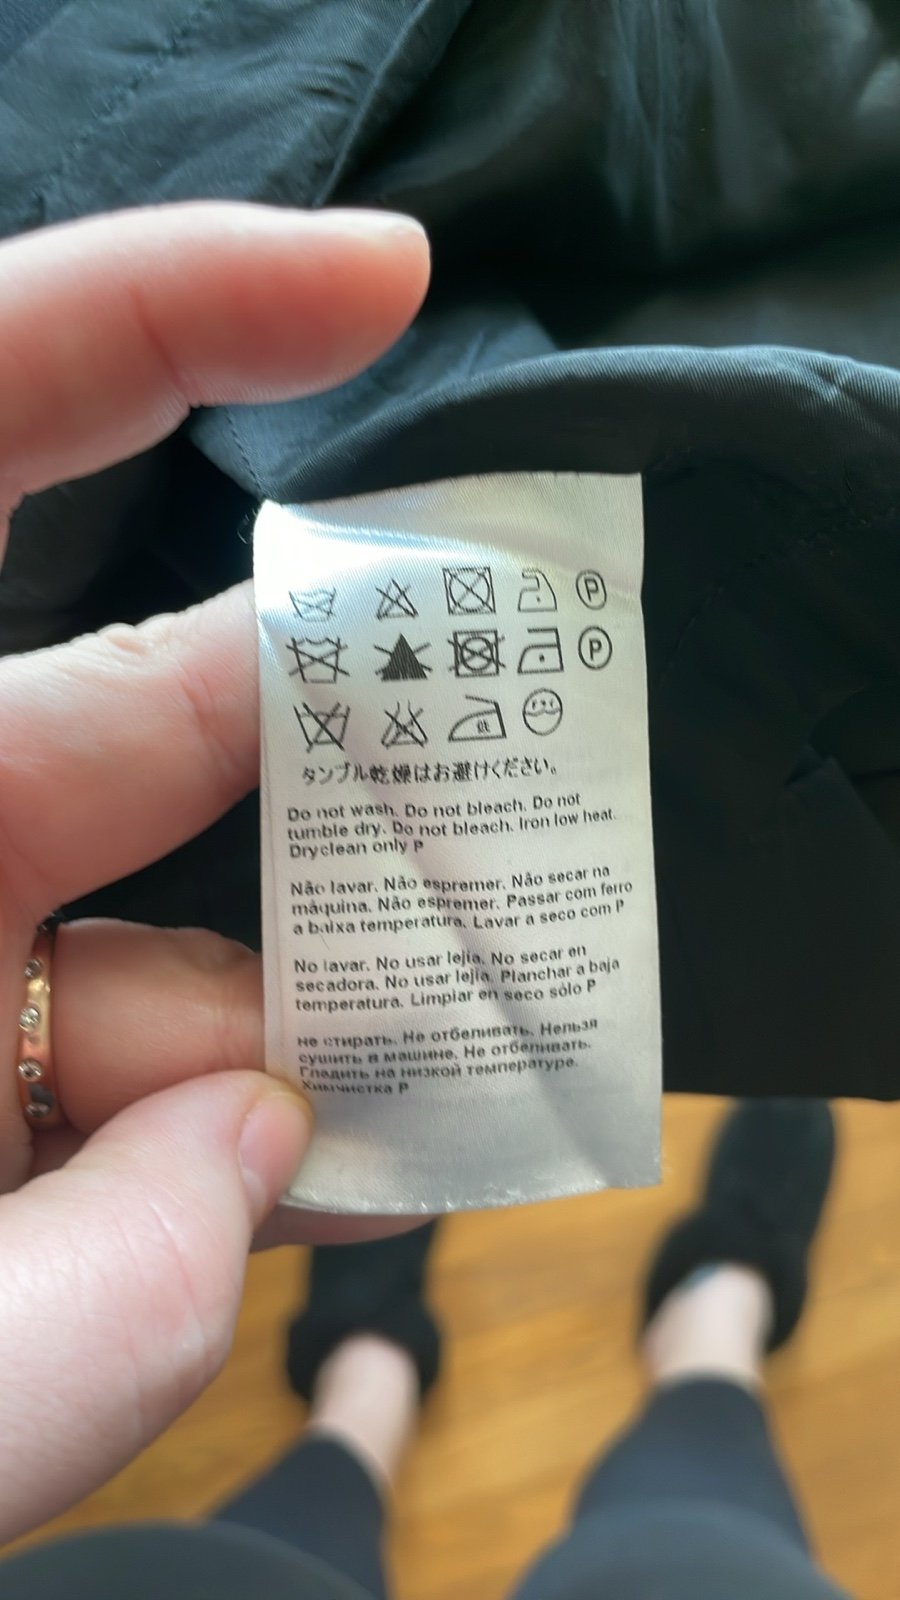 P
P
低
タンブル乾燥はお避けください。
Do not wash. Do not bleach. Do not
tumble dry. Do not bleach. Iron low heat.
Dryclean only P
Não lavar. Não espremer. Não secar na
máquina. Não espremer. Passar com ferro
a baixa temperatura. Lavar a seco com P
No lavar. No usar lejia. No secar en
secadora. No usar lejia. Planchar a baja
temperatura. Limpiar en seco sólo P
не стирать. Не отбеливать. Нельзя
сушить в машине. Не отбеливать.
Гладить на низкой температуре.
Химчистка P